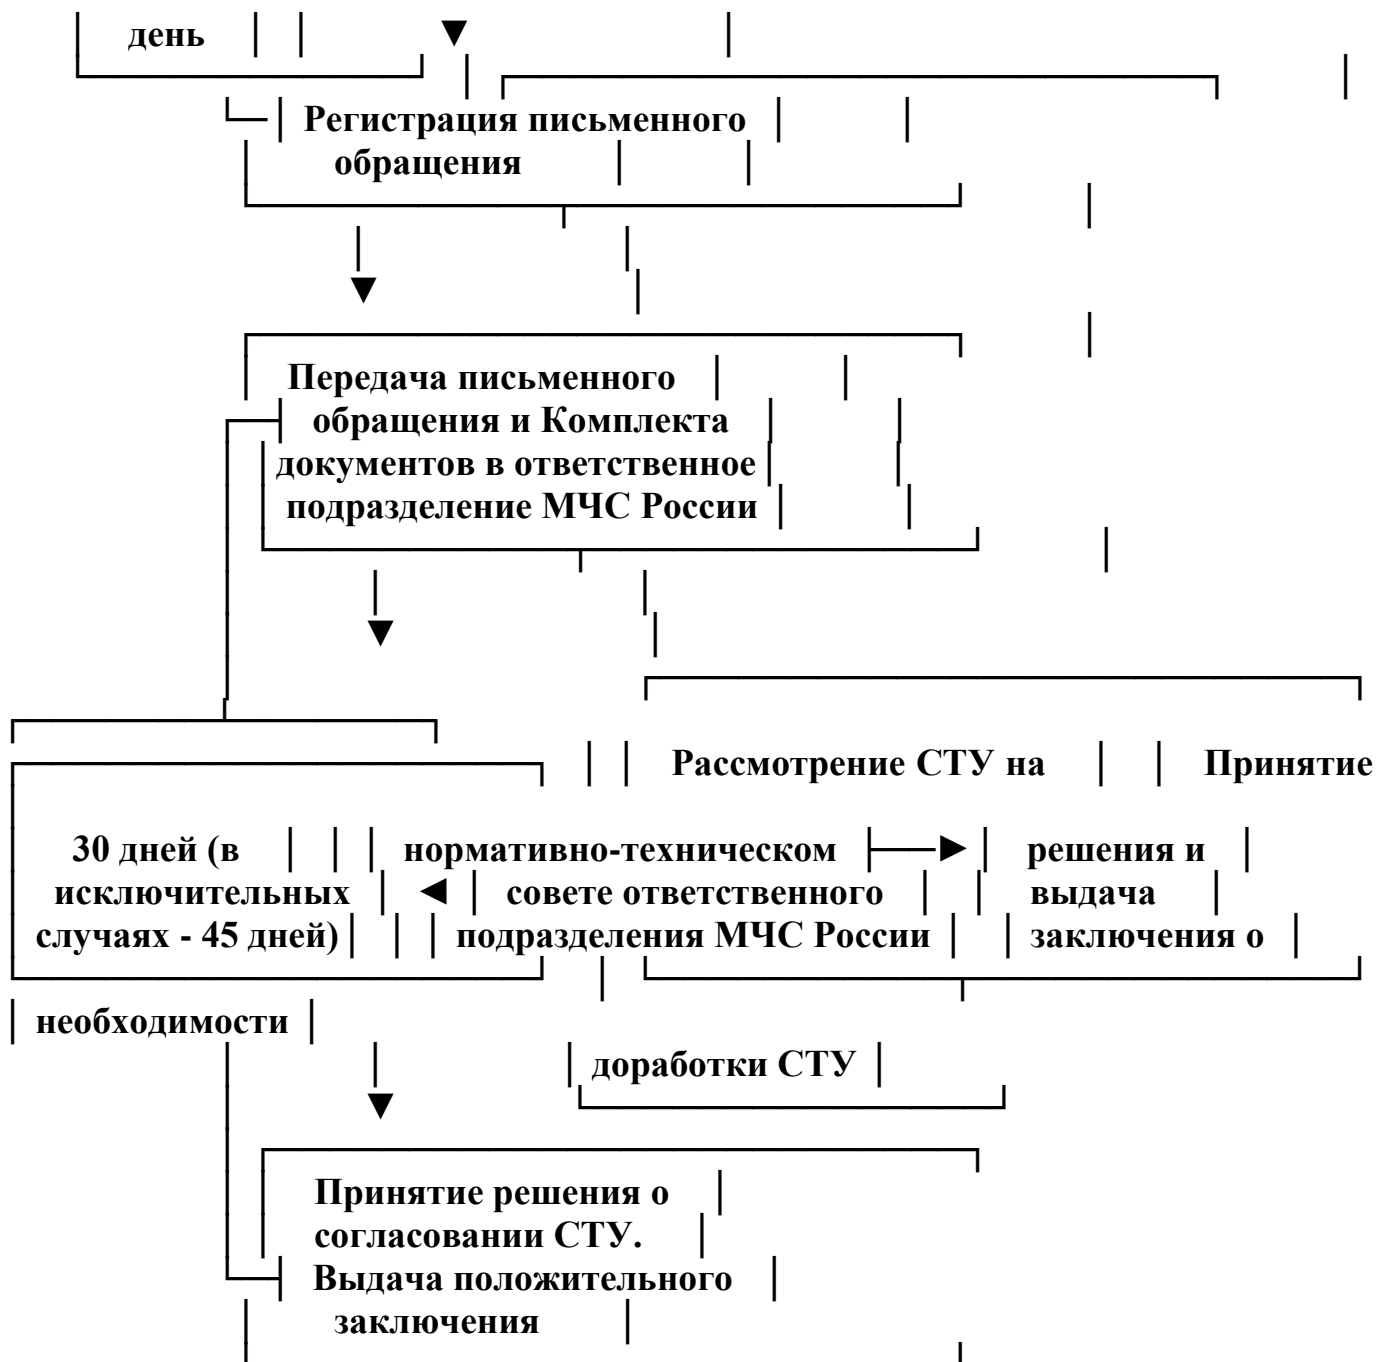 день
Регистрация письменного
обращения
Передача письменного
обращения и Комплекта
документов в ответственное
подразделение МЧС России
Рассмотрение СТУ на Принятие
30 дней (в нормативно-техническом решения и
исключительных совете ответственного выдача
случаях - 45 дней) подразделения МЧС России заключения о
необходимости
доработки СТУ
Принятие решения о
согласовании СТУ.
Выдача положительного
заключения